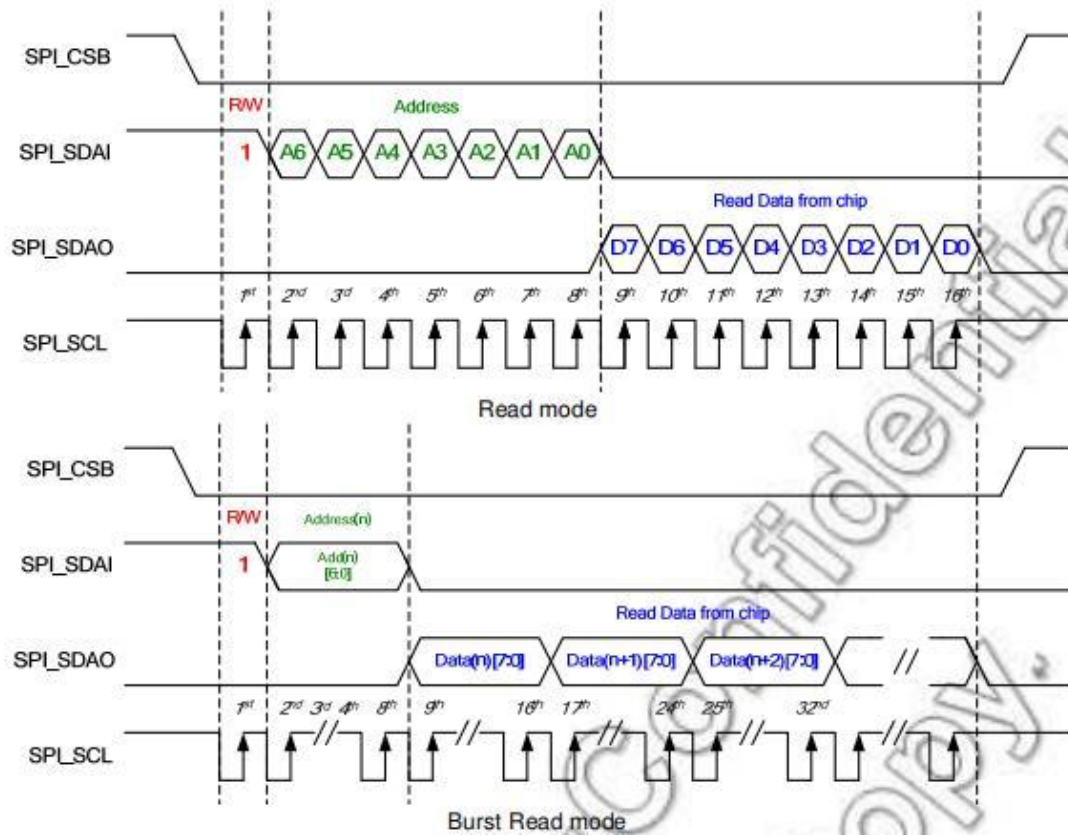 SPI_CSB
R/W Address
SPI_SDAI 1 A6 A5 A4 A3 A2 A1 A0
Read Data from chip
SPI_SDAO D7 D6 D5 D4 D3 D2 D1 D0
1st 2nd 3rd 4th 5th 6th 7th 8th 9th 10th 11th 12th 13th 14th 15th 16th
SPI_SCL
Read mode
SPI_CSB
R/W Address(n)
SPI_SDAI 1 Add(n)
[6:0]
Read Data from chip
SPI_SDAO Data(n)[7:0] Data(n+1)[7:0] Data(n+2)[7:0] //
1st 2nd 3rd 4th 8th 9th 16th 17th 24th 25th 32nd
SPI_SCL // // // // //
Burst Read mode
Confidential
Copy